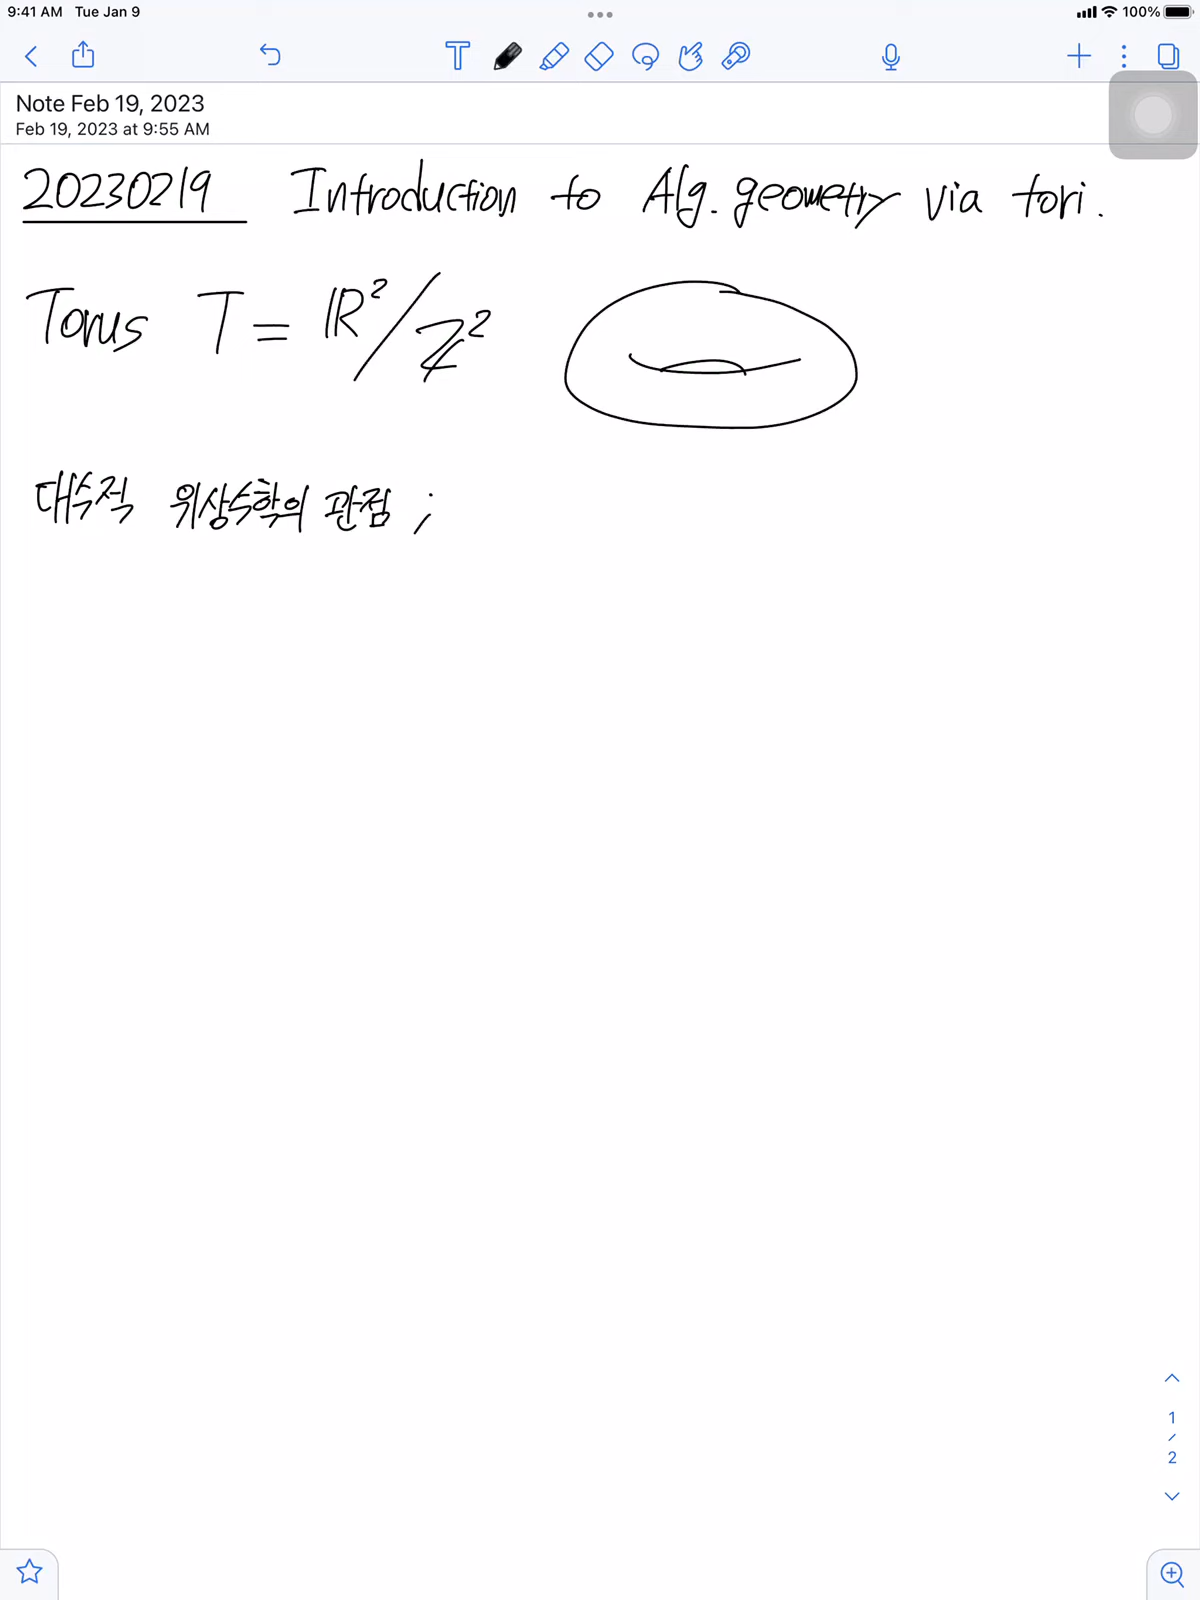 9:41 AM Tue Jan 9
100%
Note Feb 19, 2023
Feb 19, 2023 at 9:55 AM
20230219 Introduction to Alg. geometry via tori.
Torus T = ℝ²/ℤ²
대수적 위상수학의 관점 ;
1
/
2